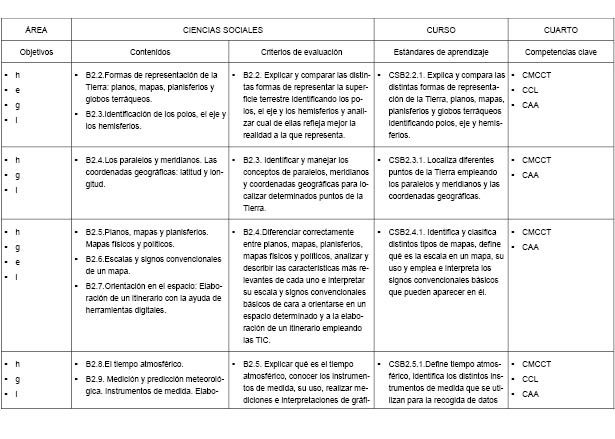 ÁREA CIENCIAS SOCIALES CURSO CUARTO
Objetivos Contenidos Criterios de evaluación Estándares de aprendizaje Competencias clave
• h
• e
• g
• l
• B2.2.Formas de representación de la
Tierra: planos, mapas, planisferios y
globos terráqueos.
• B2.3.Identificación de los polos, el eje y
los hemisferios.
• B2.2. Explicar y comparar las distin-
tas formas de representar la super-
ficie terrestre identificando los po-
los, el eje y los hemisferios y anali-
zar cual de ellas refleja mejor la
realidad a la que representa.
• CSB2.2.1. Explica y compara las
distintas formas de representa-
ción de la Tierra, planos, mapas,
planisferios y globos terráqueos
identificando polos, eje y hemis-
ferios.
• CMCCT
• CCL
• CAA
• h
• g
• l
• B2.4.Los paralelos y meridianos. Las
coordenadas geográficas: latitud y lon-
gitud.
• B2.3. Identificar y manejar los
conceptos de paralelos, meridianos
y coordenadas geográficas para lo-
calizar determinados puntos de la
Tierra.
• CSB2.3.1. Localiza diferentes
puntos de la Tierra empleando
los paralelos y meridianos y las
coordenadas geográficas.
• CMCCT
• CAA
• h
• g
• e
• l
• B2.5.Planos, mapas y planisferios.
Mapas físicos y políticos.
• B2.6.Escalas y signos convencionales
de un mapa.
• B2.7.Orientación en el espacio: Elabo-
ración de un itinerario con la ayuda de
herramientas digitales.
• B2.4.Diferenciar correctamente
entre planos, mapas, planisferios,
mapas físicos y políticos, analizar y
describir las características más re-
levantes de cada uno e interpretar
su escala y signos convencionales
básicos de cara a orientarse en un
espacio determinado y a la elabo-
ración de un itinerario empleando
las TIC.
• CSB2.4.1. Identifica y clasifica
distintos tipos de mapas, define
qué es la escala en un mapa, su
uso y emplea e interpreta los
signos convencionales básicos
que pueden aparecer en él.
• CMCCT
• CAA
• h
• g
• l
• B2.8.El tiempo atmosférico.
• B2.9. Medición y predicción meteoroló-
gica. Instrumentos de medida. Elabo-
• B2.5. Explicar qué es el tiempo
atmosférico, conocer los instrumen-
tos de medida, su uso, realizar me-
diciones e interpretaciones de gráfi-
• CSB2.5.1.Define tiempo atmos-
férico, identifica los distintos ins-
trumentos de medida que se uti-
lizan para la recogida de datos
• CMCCT
• CCL
• CAA